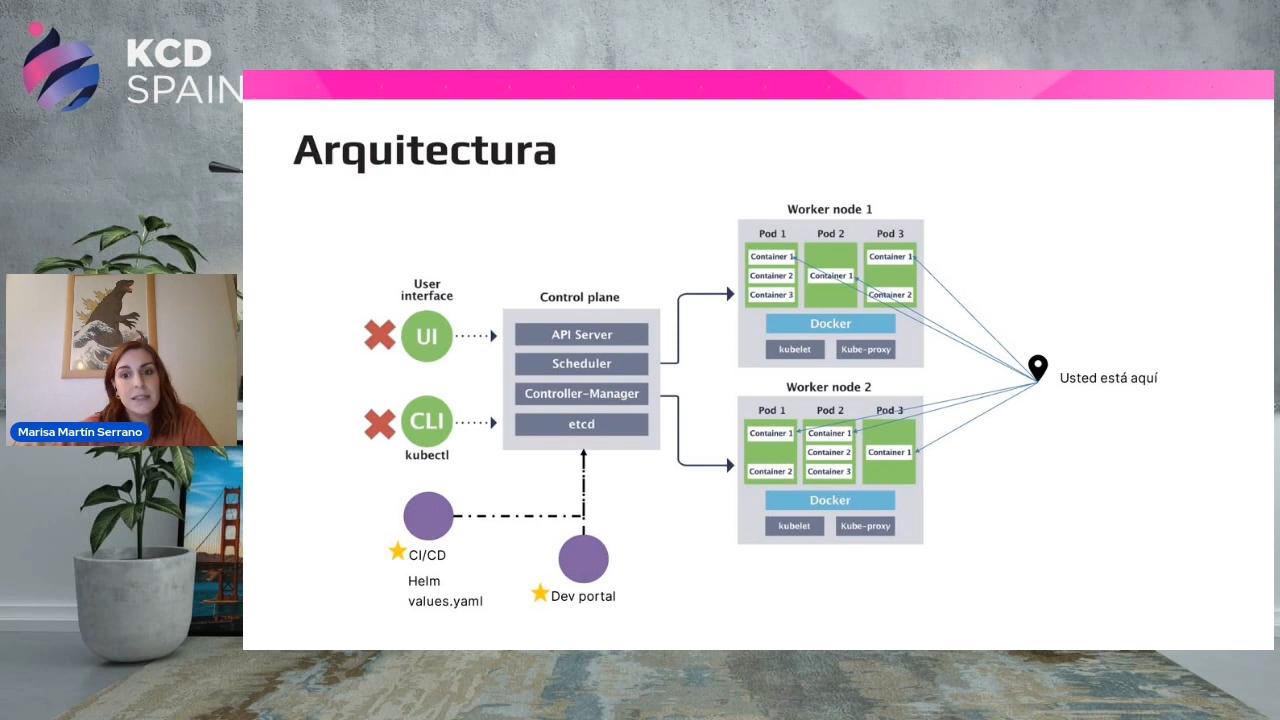 KCD
SPAIN
Arquitectura
User
interface
UI
CLI
kubectl
Control plane
API Server
Scheduler
Controller-Manager
etcd
CI/CD
Helm
values.yaml
Dev portal
Worker node 1
Pod 1
Pod 2
Pod 3
Container 1
Container 2
Container 3
Container 1
Container 1
Container 2
Docker
kubelet
Kube-proxy
Worker node 2
Pod 1
Pod 2
Pod 3
Container 1
Container 2
Container 1
Container 2
Container 3
Container 1
Docker
kubelet
Kube-proxy
Usted está aquí
Marisa Martín Serrano